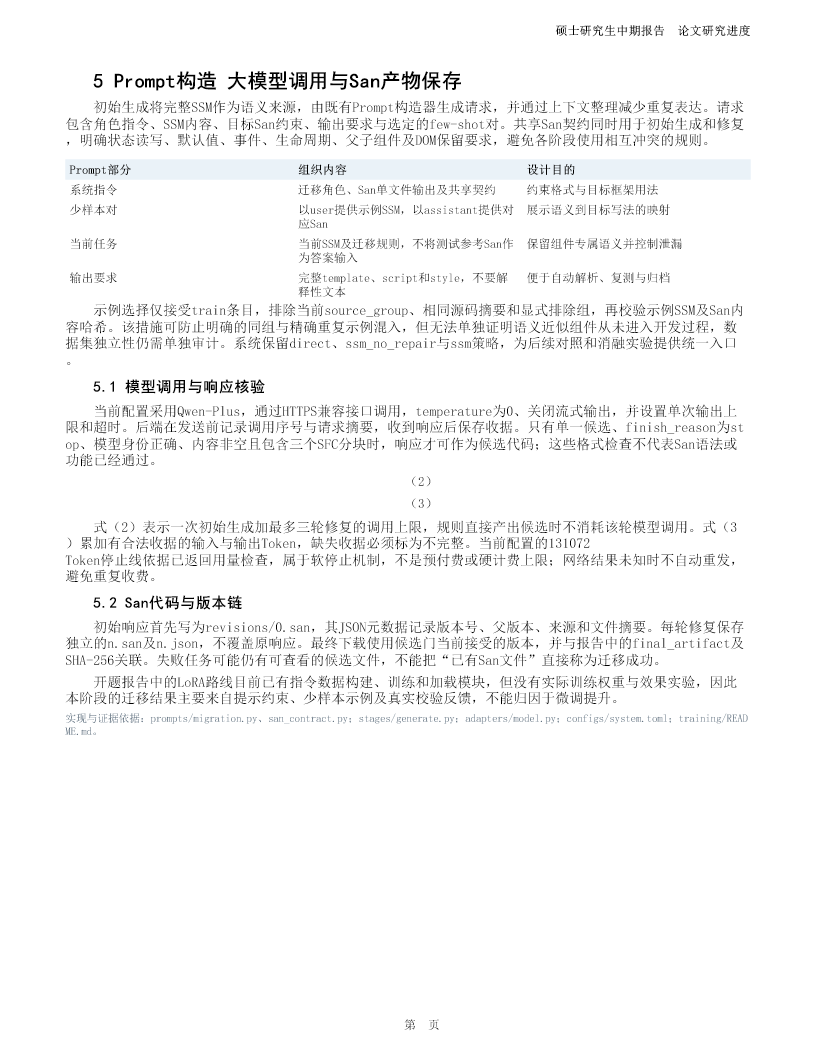 硕士研究生中期报告 论文研究进度
5 Prompt构造 大模型调用与San产物保存
初始生成将完整SSM作为语义来源，由既有Prompt构造器生成请求，并通过上下文整理减少重复表达。请求
包含角色指令、SSM内容、目标San约束、输出要求与选定的few-shot对。共享San契约同时用于初始生成和修复
，明确状态读写、默认值、事件、生命周期、父子组件及DOM保留要求，避免各阶段使用相互冲突的规则。
Prompt部分 组织内容 设计目的
系统指令 迁移角色、San单文件输出及共享契约 约束格式与目标框架用法
少样本对 以user提供示例SSM，以assistant提供对 展示语义到目标写法的映射
应San
当前任务 当前SSM及迁移规则，不将测试参考San作 保留组件专属语义并控制泄漏
为答案输入
输出要求 完整template、script和style，不要解 便于自动解析、复测与归档
释性文本
示例选择仅接受train条目，排除当前source_group、相同源码摘要和显式排除组，再校验示例SSM及San内
容哈希。该措施可防止明确的同组与精确重复示例混入，但无法单独证明语义近似组件从未进入开发过程，数
据集独立性仍需单独审计。系统保留direct、ssm_no_repair与ssm策略，为后续对照和消融实验提供统一入口
。
5.1 模型调用与响应核验
当前配置采用Qwen-Plus，通过HTTPS兼容接口调用，temperature为0、关闭流式输出，并设置单次输出上
限和超时。后端在发送前记录调用序号与请求摘要，收到响应后保存收据。只有单一候选、finish_reason为st
op、模型身份正确、内容非空且包含三个SFC分块时，响应才可作为候选代码；这些格式检查不代表San语法或
功能已经通过。
（2）
（3）
式（2）表示一次初始生成加最多三轮修复的调用上限，规则直接产出候选时不消耗该轮模型调用。式（3
）累加有合法收据的输入与输出Token，缺失收据必须标为不完整。当前配置的131072
Token停止线依据已返回用量检查，属于软停止机制，不是预付费或硬计费上限；网络结果未知时不自动重发，
避免重复收费。
5.2 San代码与版本链
初始响应首先写为revisions/0.san，其JSON元数据记录版本号、父版本、来源和文件摘要。每轮修复保存
独立的n.san及n.json，不覆盖原响应。最终下载使用候选门当前接受的版本，并与报告中的final_artifact及
SHA-256关联。失败任务可能仍有可查看的候选文件，不能把“已有San文件”直接称为迁移成功。
开题报告中的LoRA路线目前已有指令数据构建、训练和加载模块，但没有实际训练权重与效果实验，因此
本阶段的迁移结果主要来自提示约束、少样本示例及真实校验反馈，不能归因于微调提升。
实现与证据依据：prompts/migration.py、san_contract.py；stages/generate.py；adapters/model.py；configs/system.toml；training/READ
ME.md。
第 页